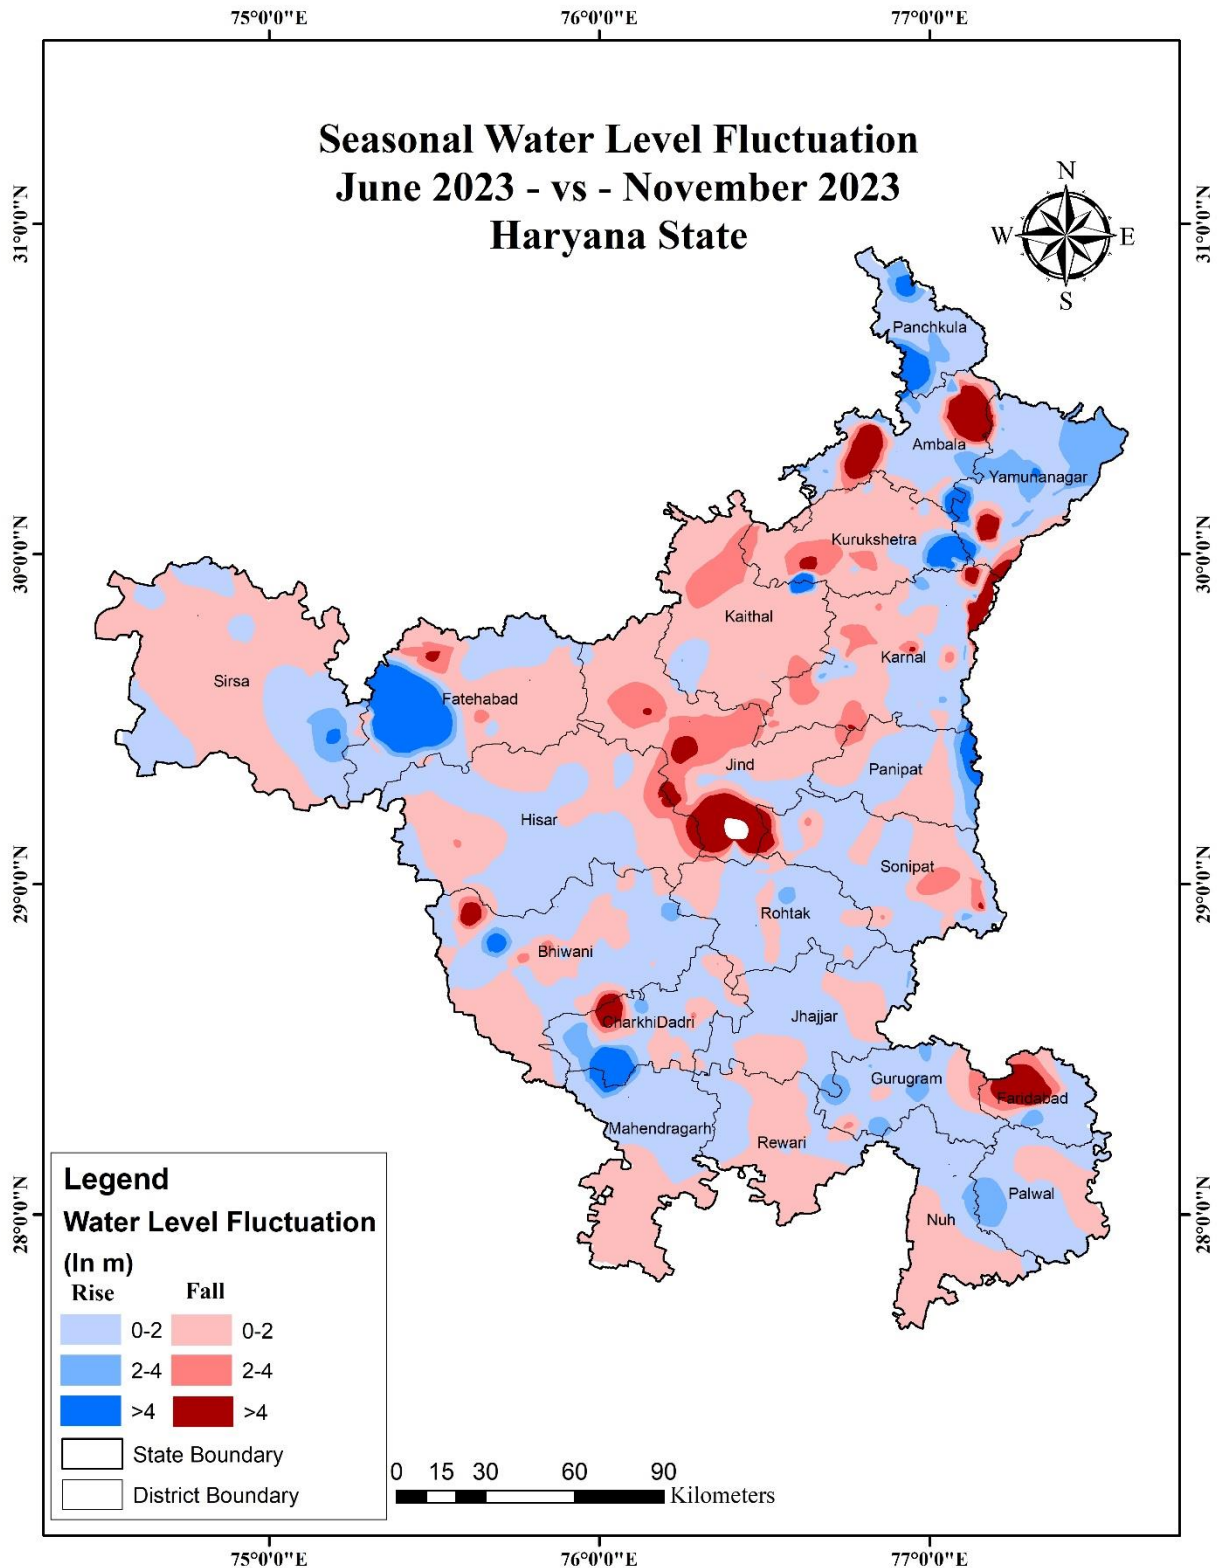 75°0'0"E 76°0'0"E 77°0'0"E
Seasonal Water Level Fluctuation
June 2023 - vs - November 2023
Haryana State
N
W E
S
31°0'0"N 31°0'0"N
Panchkula
Ambala
Yamunanagar
Kurukshetra
30°0'0"N 30°0'0"N
Kaithal
Karnal
Sirsa
Fatehabad
Jind
Panipat
Hisar
Sonipat
29°0'0"N 29°0'0"N
Rohtak
Bhiwani
Jhajjar
CharkhiDadri
Gurugram
Faridabad
Mahendragarh
Rewari
Palwal
Nuh
28°0'0"N 28°0'0"N
Legend
Water Level Fluctuation
(In m)
Rise Fall
0-2 0-2
2-4 2-4
>4 >4
State Boundary
District Boundary
0 15 30 60 90
Kilometers
75°0'0"E 76°0'0"E 77°0'0"E